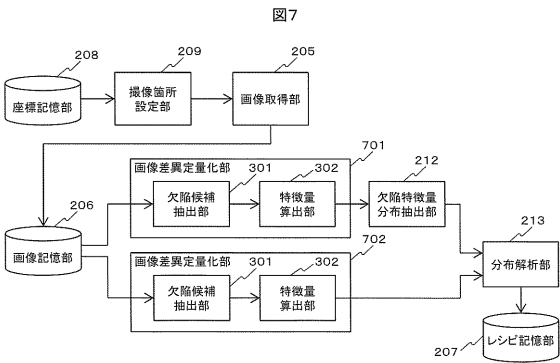 図7
208
209
205
座標記憶部
撮像箇所
設定部
画像取得部
701
画像差異定量化部
301
302
212
欠陥候補
抽出部
特徴量
算出部
欠陥特徴量
分布抽出部
206
画像記憶部
702
画像差異定量化部
301
302
欠陥候補
抽出部
特徴量
算出部
213
分布解析部
207
レシピ記憶部